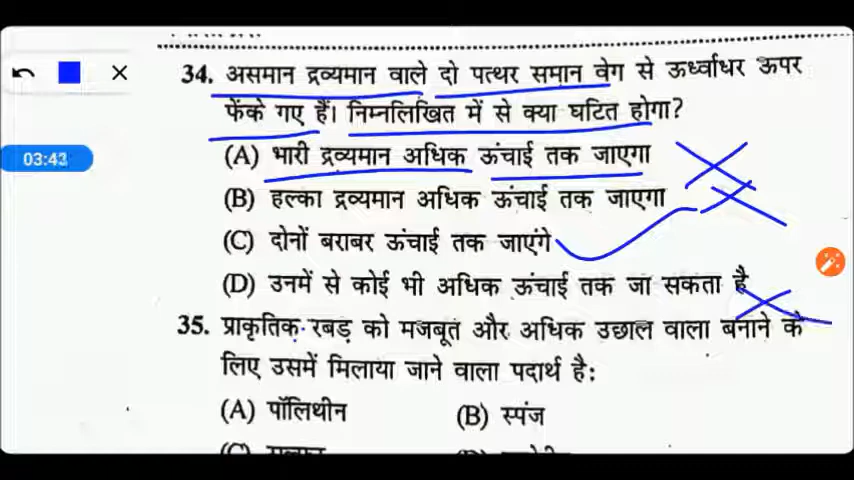 34. असमान द्रव्यमान वाले दो पत्थर समान वेग से ऊर्ध्वाधर ऊपर
फेंके गए हैं। निम्नलिखित में से क्या घटित होगा?
(A) भारी द्रव्यमान अधिक ऊंचाई तक जाएगा
03:43
(B) हल्का द्रव्यमान अधिक ऊंचाई तक जाएगा
(C) दोनों बराबर ऊंचाई तक जाएंगे
(D) उनमें से कोई भी अधिक ऊंचाई तक जा सकता है
35. प्राकृतिक रबड़ को मजबूत और अधिक उछाल वाला बनाने के
लिए उसमें मिलाया जाने वाला पदार्थ है:
(A) पॉलिथीन (B) स्पंज